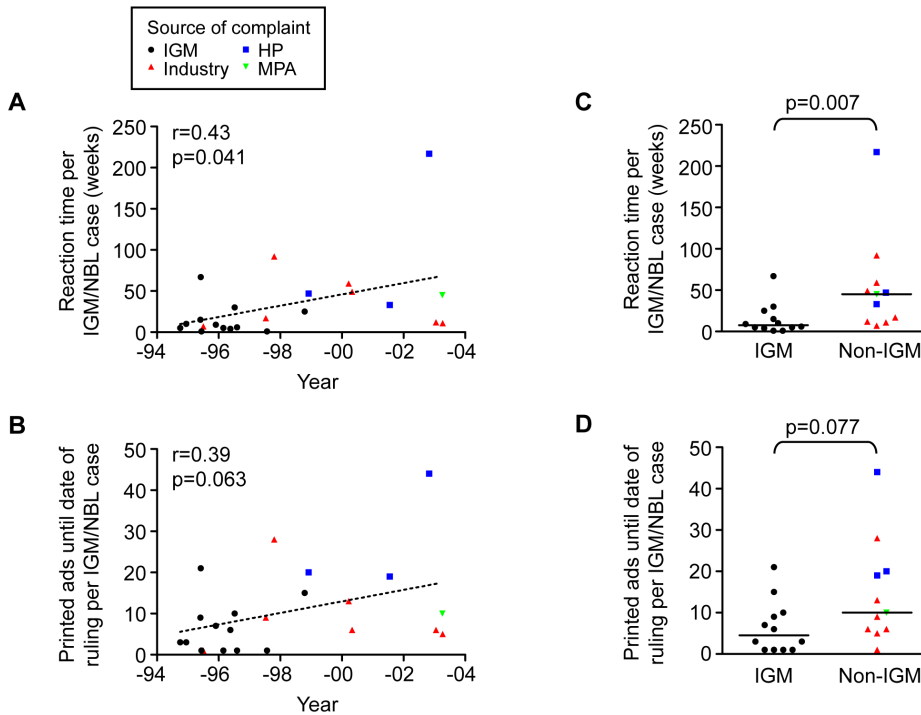 Source of complaint
IGM
HP
Industry
MPA
A
Reaction time per
IGM/NBL case (weeks)
r=0.43
p=0.041
250
200
150
100
50
0
-94
-96
-98
-00
-02
-04
Year
C
Reaction time per
IGM/NBL case (weeks)
p=0.007
250
200
150
100
50
0
IGM
Non-IGM
B
Printed ads until date of
ruling per IGM/NBL case
r=0.39
p=0.063
50
40
30
20
10
0
-94
-96
-98
-00
-02
-04
Year
D
Printed ads until date of
ruling per IGM/NBL case
p=0.077
50
40
30
20
10
0
IGM
Non-IGM